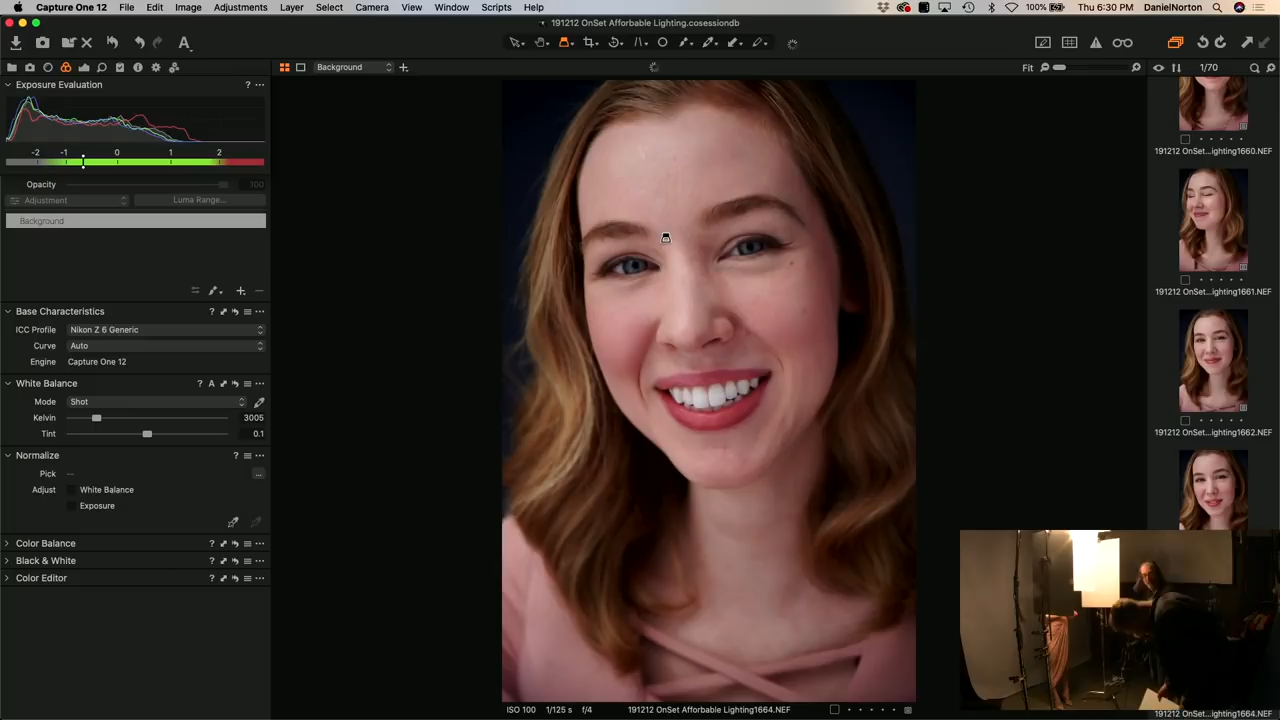 Capture One 12 File Edit Image Adjustments Layer Select Camera View Window Scripts Help 100% Thu 6:30 PM DanielNorton
191212 OnSet Afforbable Lighting.cosessiondb
Background Fit 1/70
Exposure Evaluation ? ...
-2 -1 0 1 2
Opacity 100
Adjustment Luma Range...
Background
Base Characteristics ? ...
ICC Profile Nikon Z 6 Generic
Curve Auto
Engine Capture One 12
White Balance ? A ...
Mode Shot
Kelvin 3005
Tint 0.1
Normalize ? ...
Pick -- ...
Adjust White Balance
Exposure
Color Balance ? ...
Black & White ? ...
Color Editor ? ...
ISO 100 1/125 s f/4 191212 OnSet Affordable Lighting1664.NEF
191212 OnSet...ighting1660.NEF
191212 OnSet...ighting1661.NEF
191212 OnSet...ighting1662.NEF
191212 OnSet...ighting1664.NEF